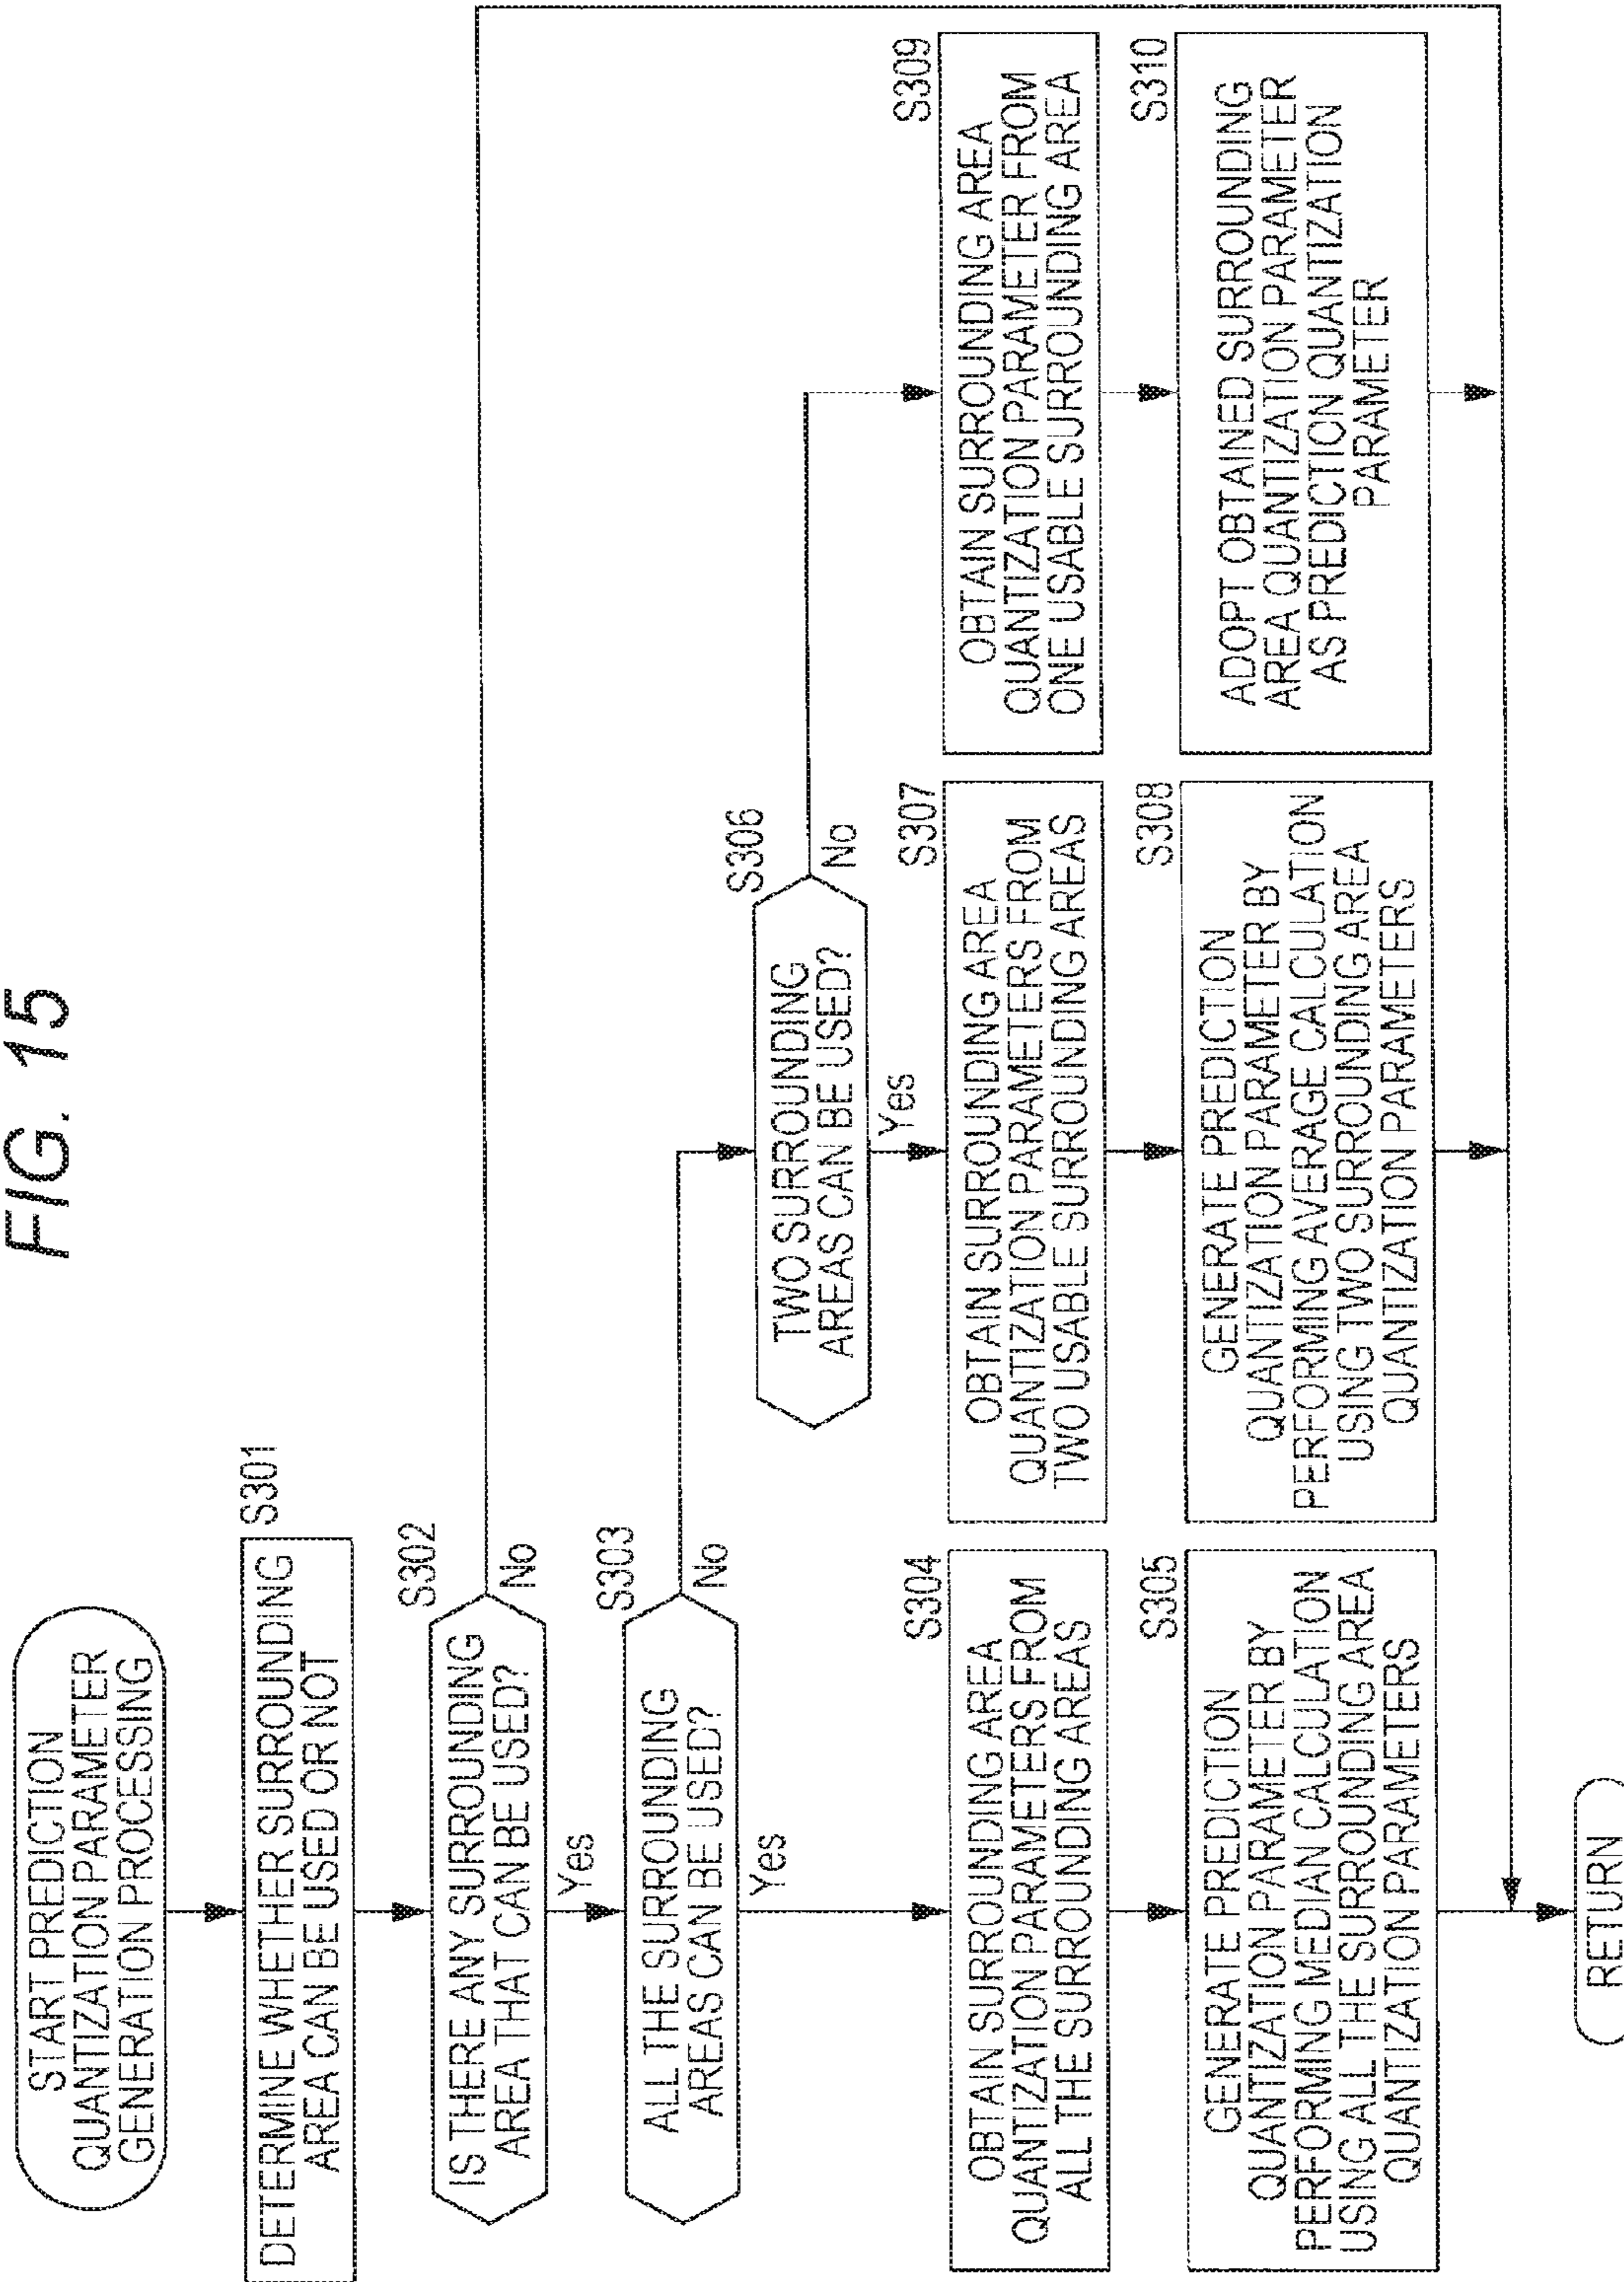 FIG. 15
START PREDICTION
QUANTIZATION PARAMETER
GENERATION PROCESSING
S301
DETERMINE WHETHER SURROUNDING
AREA CAN BE USED OR NOT
S302
IS THERE ANY SURROUNDING
AREA THAT CAN BE USED?
No
Yes
S303
ALL THE SURROUNDING
AREAS CAN BE USED?
No
Yes
S304
OBTAIN SURROUNDING AREA
QUANTIZATION PARAMETERS FROM
ALL THE SURROUNDING AREAS
S305
GENERATE PREDICTION
QUANTIZATION PARAMETER BY
PERFORMING MEDIAN CALCULATION
USING ALL THE SURROUNDING AREA
QUANTIZATION PARAMETERS
S306
TWO SURROUNDING
AREAS CAN BE USED?
No
Yes
S307
OBTAIN SURROUNDING AREA
QUANTIZATION PARAMETERS FROM
TWO USABLE SURROUNDING AREAS
S308
GENERATE PREDICTION
QUANTIZATION PARAMETER BY
PERFORMING AVERAGE CALCULATION
USING TWO SURROUNDING AREA
QUANTIZATION PARAMETERS
S309
OBTAIN SURROUNDING AREA
QUANTIZATION PARAMETER FROM
ONE USABLE SURROUNDING AREA
S310
ADOPT OBTAINED SURROUNDING
AREA QUANTIZATION PARAMETER
AS PREDICTION QUANTIZATION
PARAMETER
RETURN